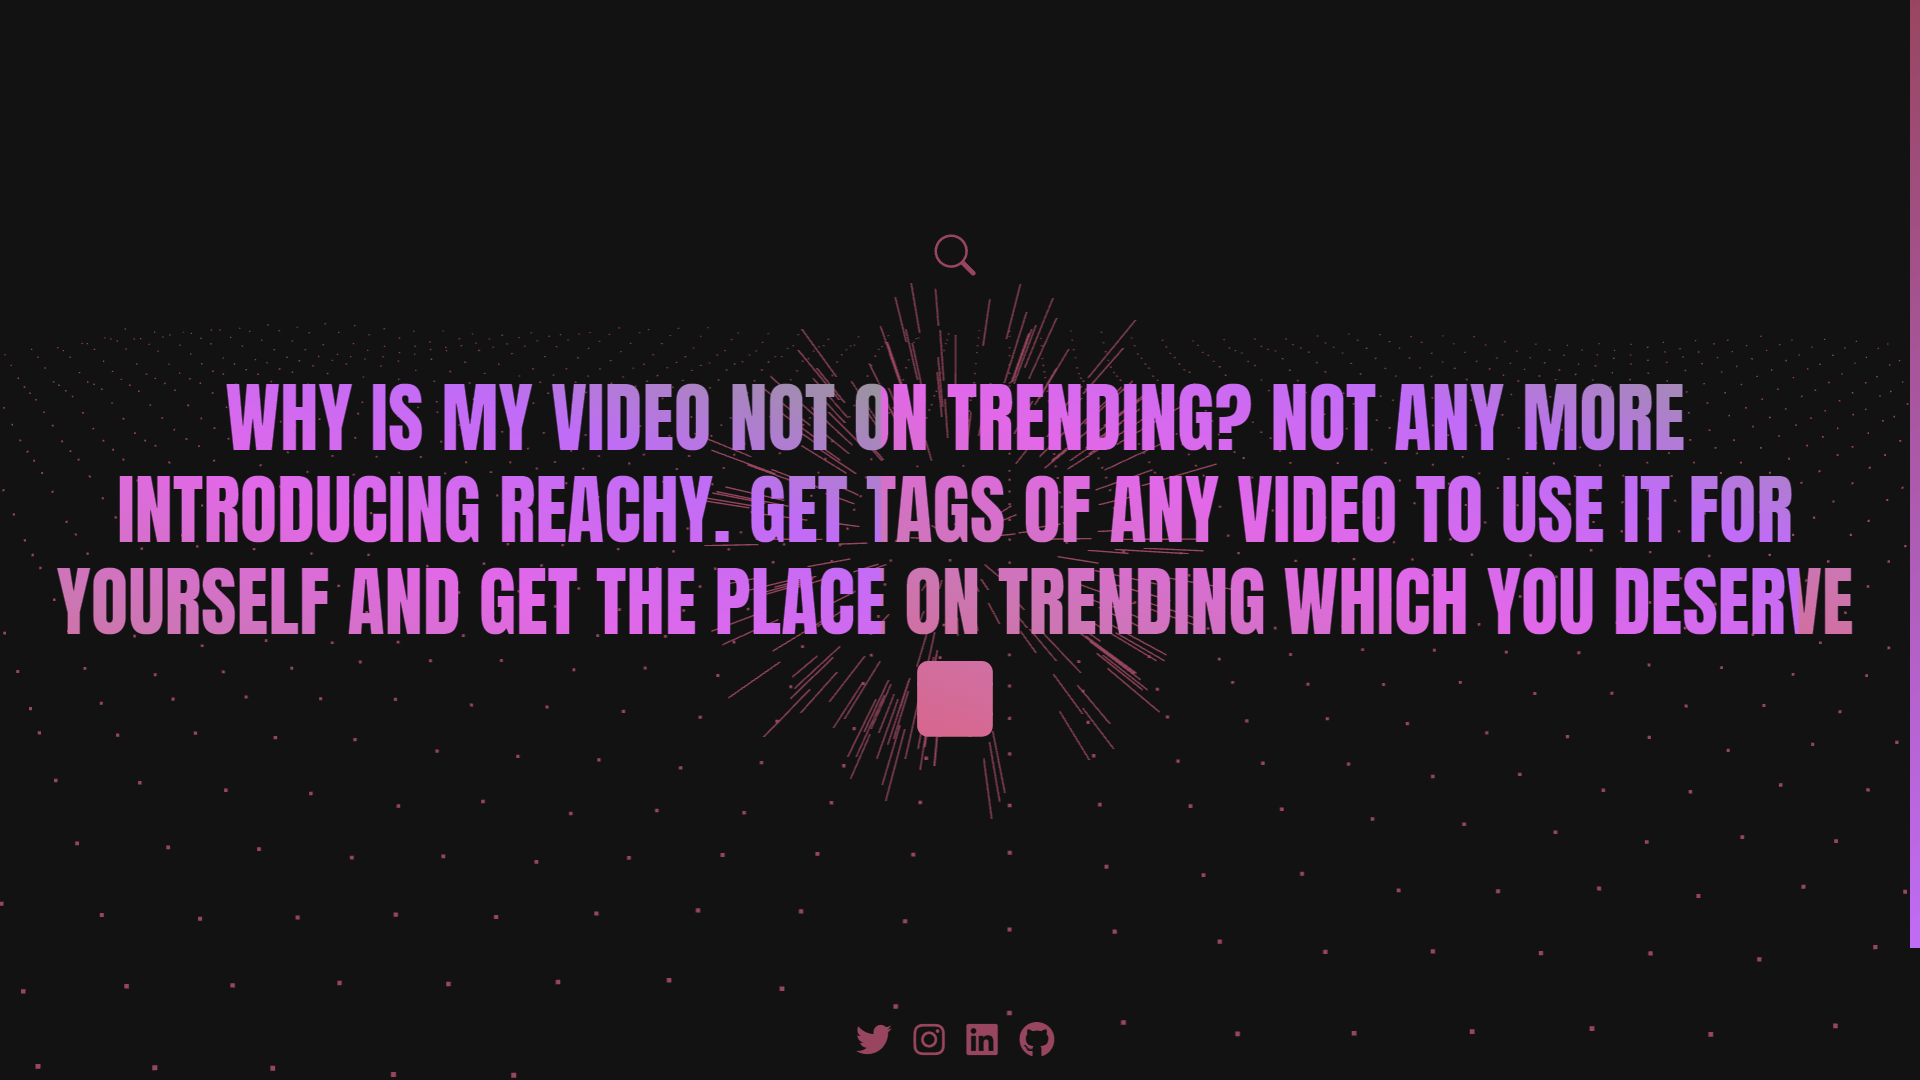 WHY IS MY VIDEO NOT ON TRENDING? NOT ANY MORE
INTRODUCING REACHY. GET TAGS OF ANY VIDEO TO USE IT FOR
YOURSELF AND GET THE PLACE ON TRENDING WHICH YOU DESERVE